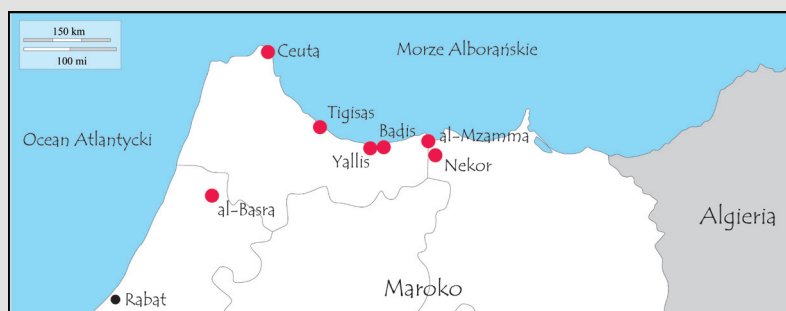 150 km
100 mi
Ceuta
Morze Alborańskie
Tigisas
Ocean Atlantycki
Badis
al-Mzamma
Yallis
Nekor
al-Basra
Algieria
Maroko
Rabat